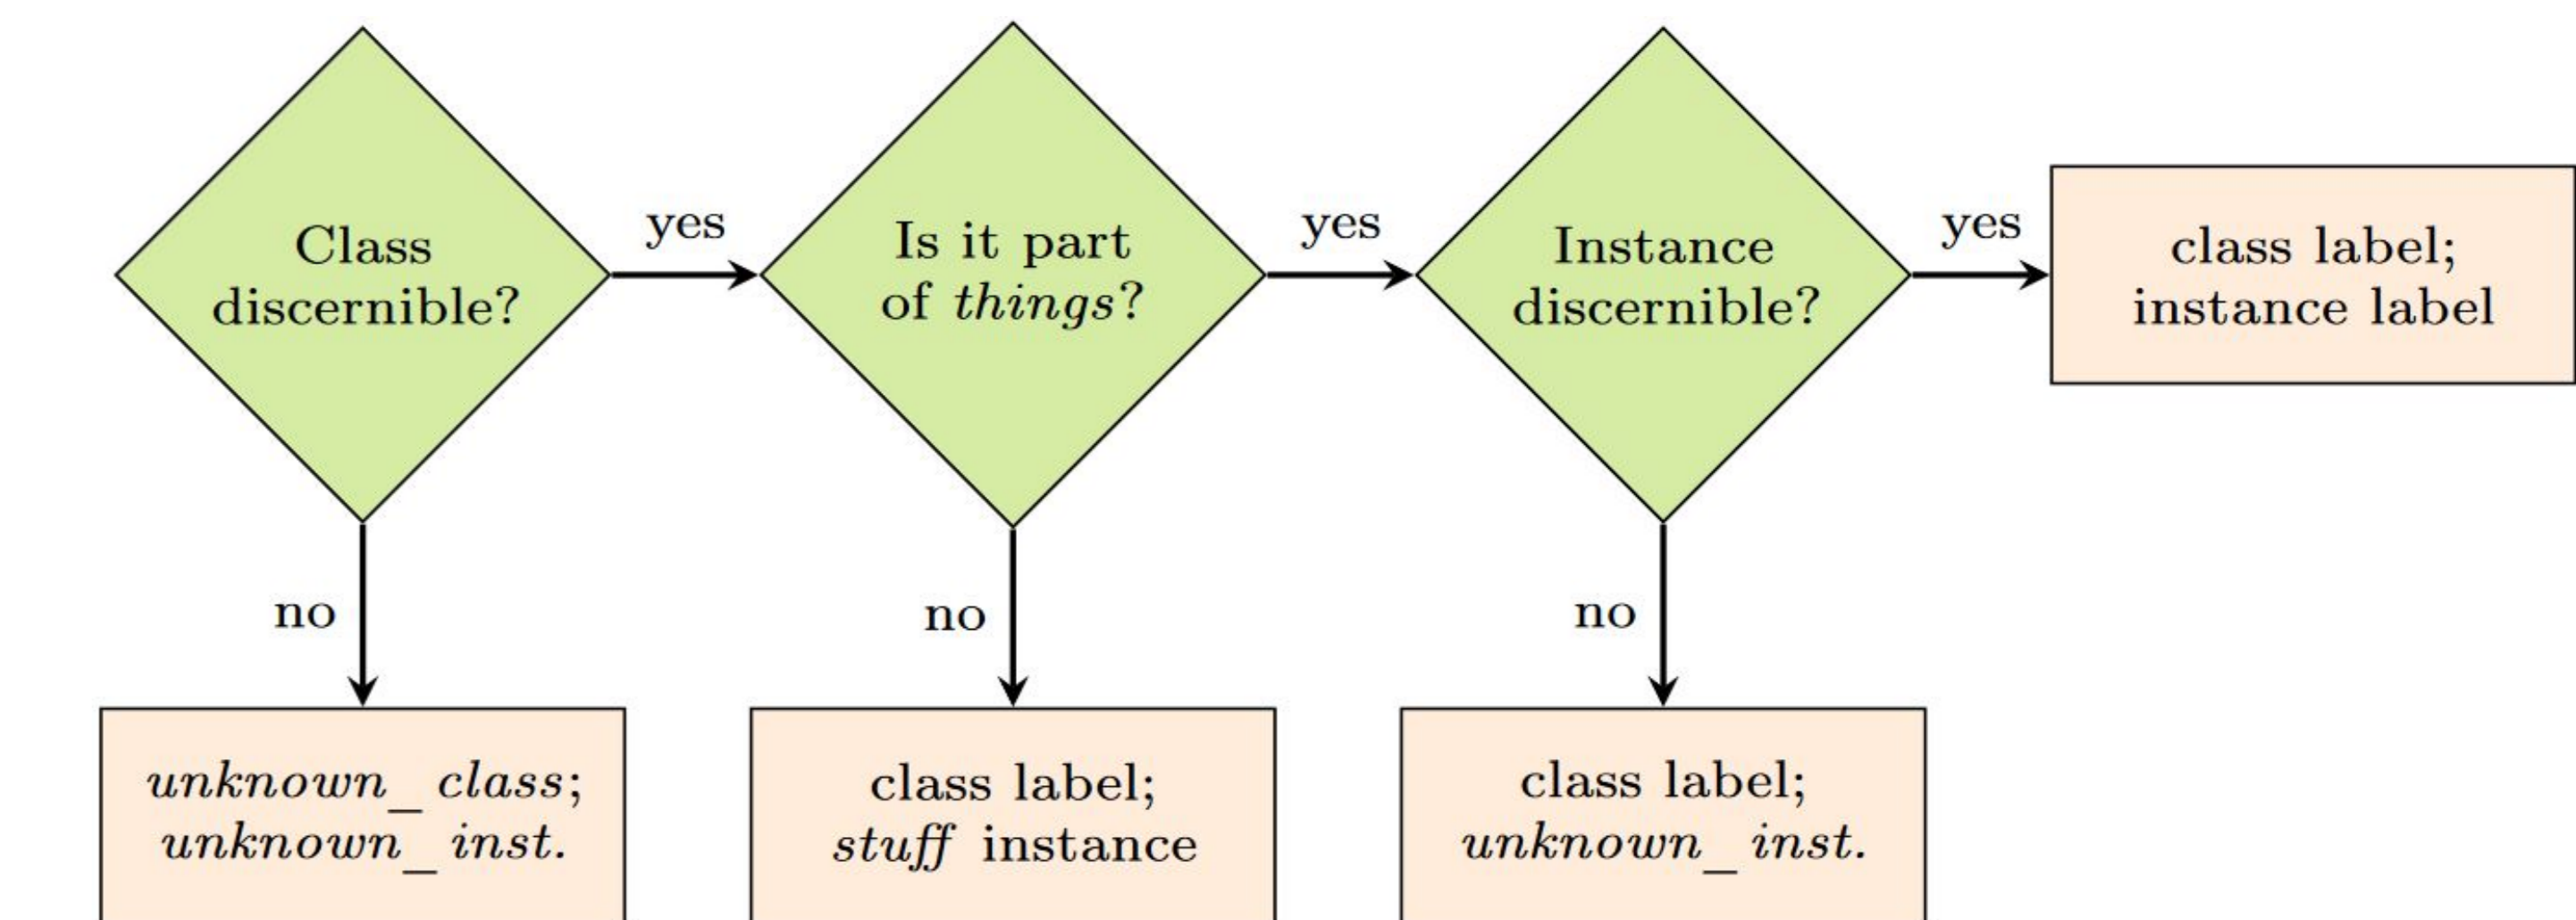 Class
discernible?
yes
Is it part
of things?
yes
Instance
discernible?
yes
class label;
instance label
no
no
no
unknown_class;
unknown_inst.
class label;
stuff instance
class label;
unknown_inst.